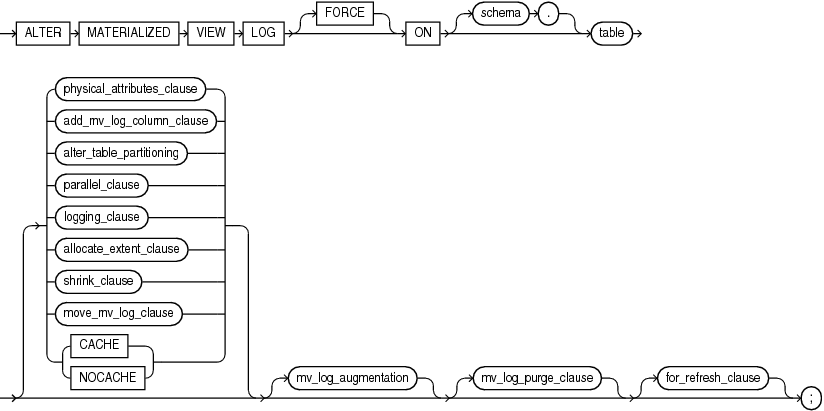 FORCE schema .
ALTER MATERIALIZED VIEW LOG ON table
physical_attributes_clause
add_mv_log_column_clause
alter_table_partitioning
parallel_clause
logging_clause
allocate_extent_clause
shrink_clause
move_mv_log_clause
CACHE
NOCACHE mv_log_augmentation mv_log_purge_clause for_refresh_clause
;